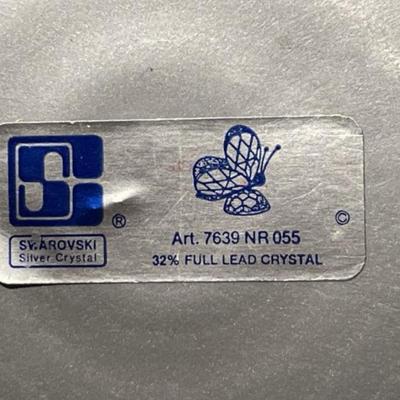 S
®
SWAROVSKI
Silver Crystal
©
Art. 7639 NR 055
32% FULL LEAD CRYSTAL